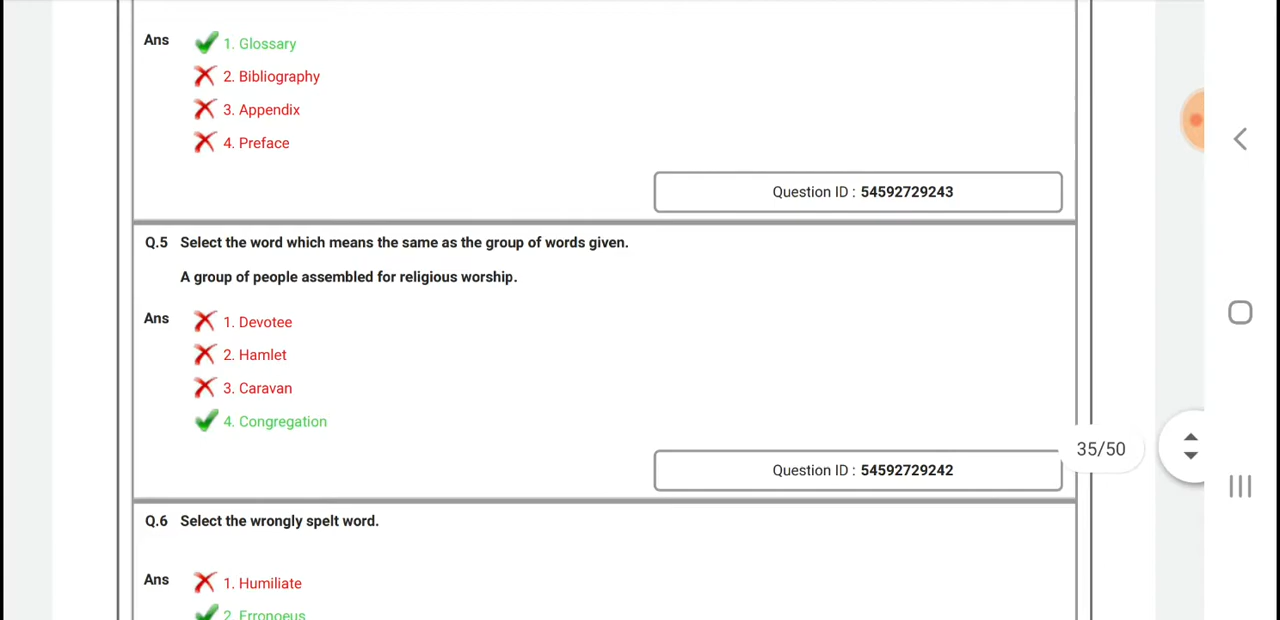 Ans 1. Glossary
2. Bibliography
3. Appendix
4. Preface
Question ID : 54592729243
Q.5 Select the word which means the same as the group of words given.
A group of people assembled for religious worship.
Ans 1. Devotee
2. Hamlet
3. Caravan
4. Congregation
35/50
Question ID : 54592729242
Q.6 Select the wrongly spelt word.
Ans 1. Humiliate
2. Erronoeus